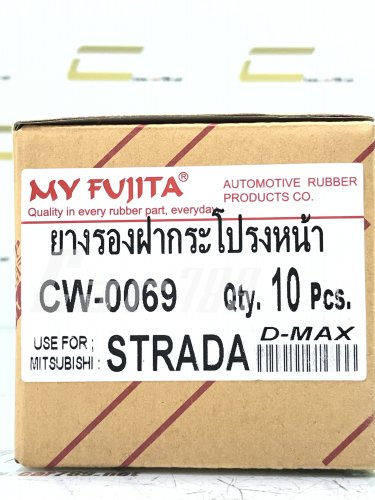 MY FUJITA®
AUTOMOTIVE RUBBER
PRODUCTS CO.
Quality in every rubber part, everyday
ยางรองฝากระโปรงหน้า
CW-0069 Qty. 10 Pcs.
USE FOR ;
MITSUBISHI : STRADA
D-MAX